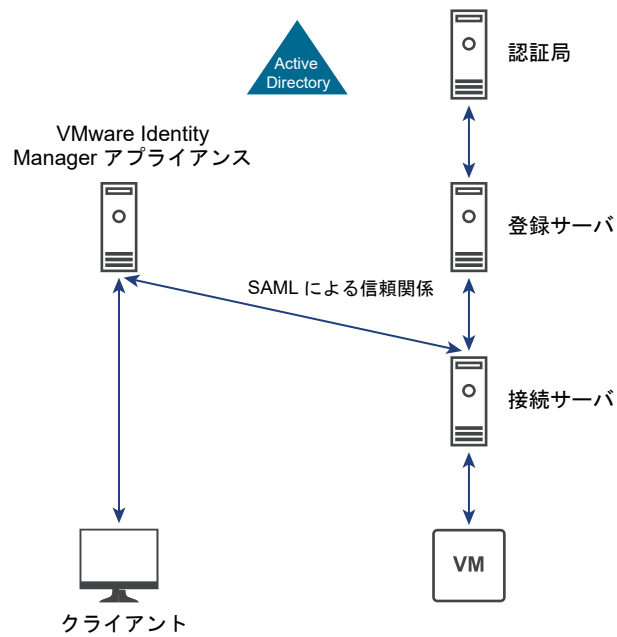 Active
Directory
認証局
VMware Identity
Manager アプライアンス
登録サーバ
SAML による信頼関係
接続サーバ
VM
クライアント